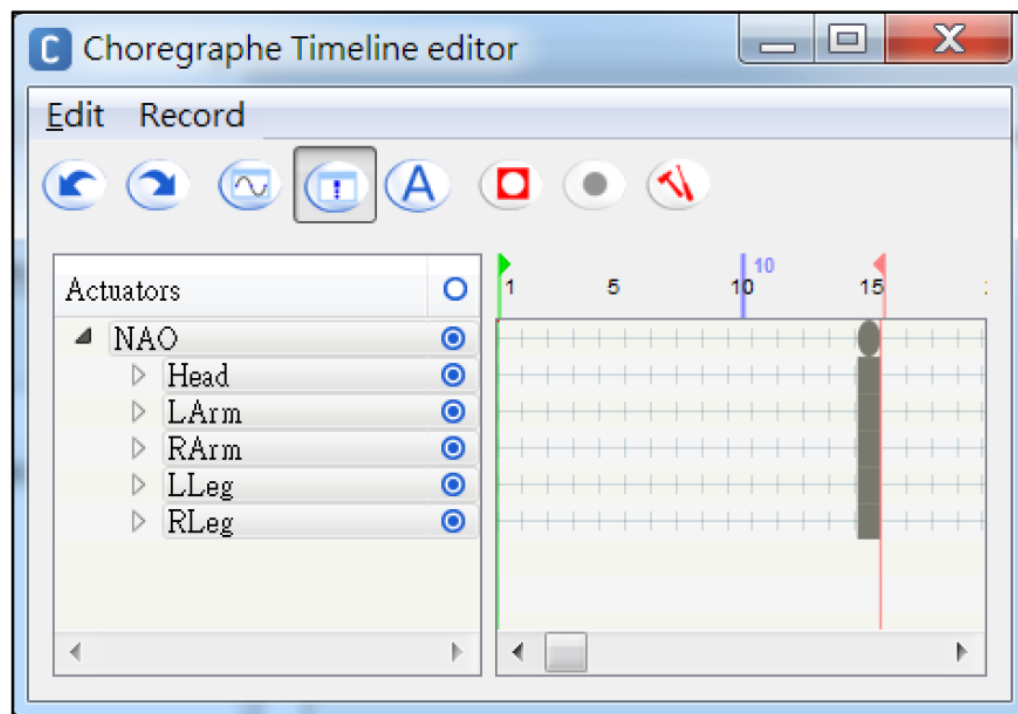 C Choregraphe Timeline editor
Edit Record
A
Actuators
10
1 5 10 15
NAO
Head
LArm
RArm
LLeg
RLeg